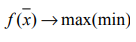 f(x̄) → max(min)